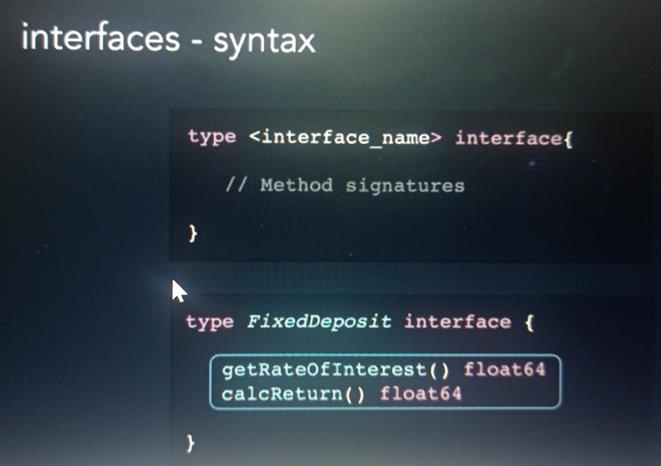 interfaces - syntax
type <interface_name> interface{
// Method signatures
}
type FixedDeposit interface {
getRateOfInterest() float64
calcReturn() float64
}